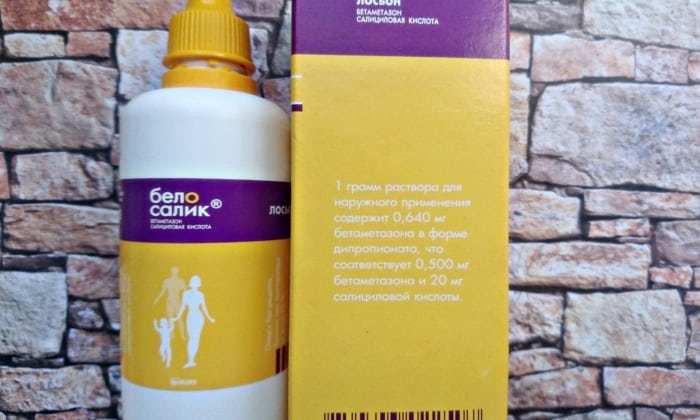 бело
салик®
БЕТАМЕТАЗОН
САЛИЦИЛОВАЯ КИСЛОТА
лось
лосьон
БЕТАМЕТАЗОН
САЛИЦИЛОВАЯ КИСЛОТА
1 грамм раствора для
наружного применения
содержит 0,640 мг
бетаметазона в форме
дипропионата, что
соответствует 0,500 мг
бетаметазона и 20 мг
салициловой кислоты.